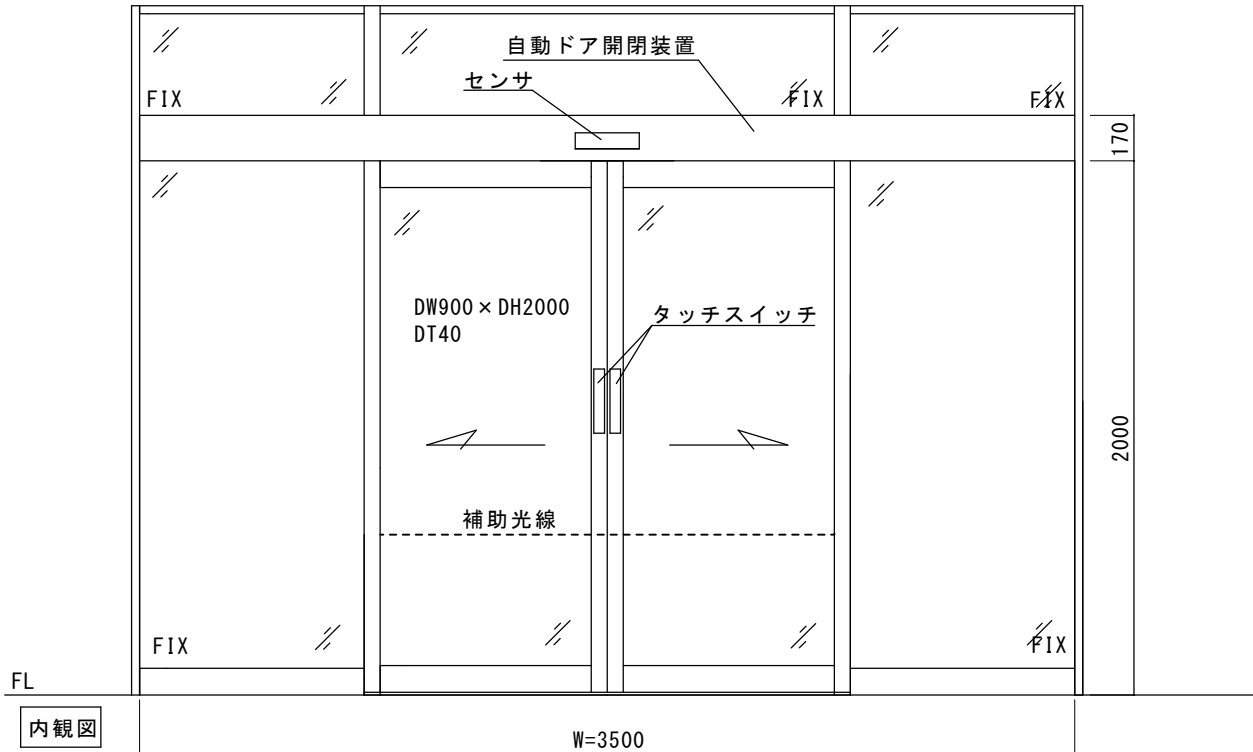 自動ドア開閉装置
センサ
FIX
FIX
FIX
170
DW900×DH2000
DT40
タッチスイッチ
2000
補助光線
FIX
FIX
FL
内観図
W=3500